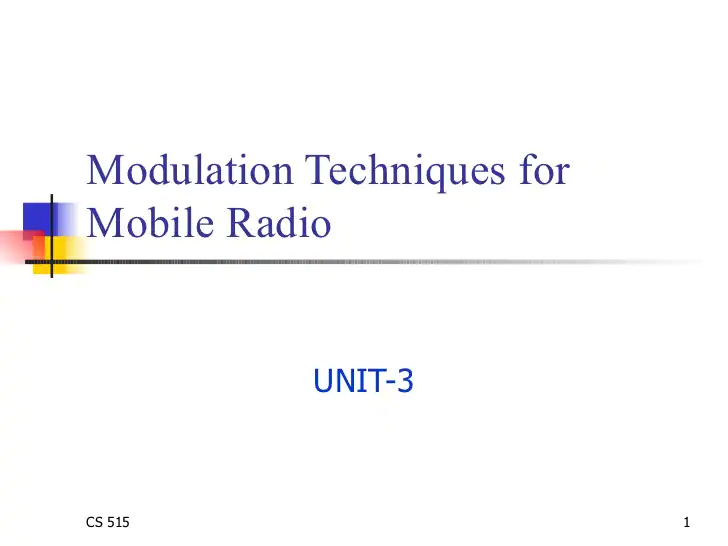 Modulation Techniques for
Mobile Radio
UNIT-3
CS 515
1